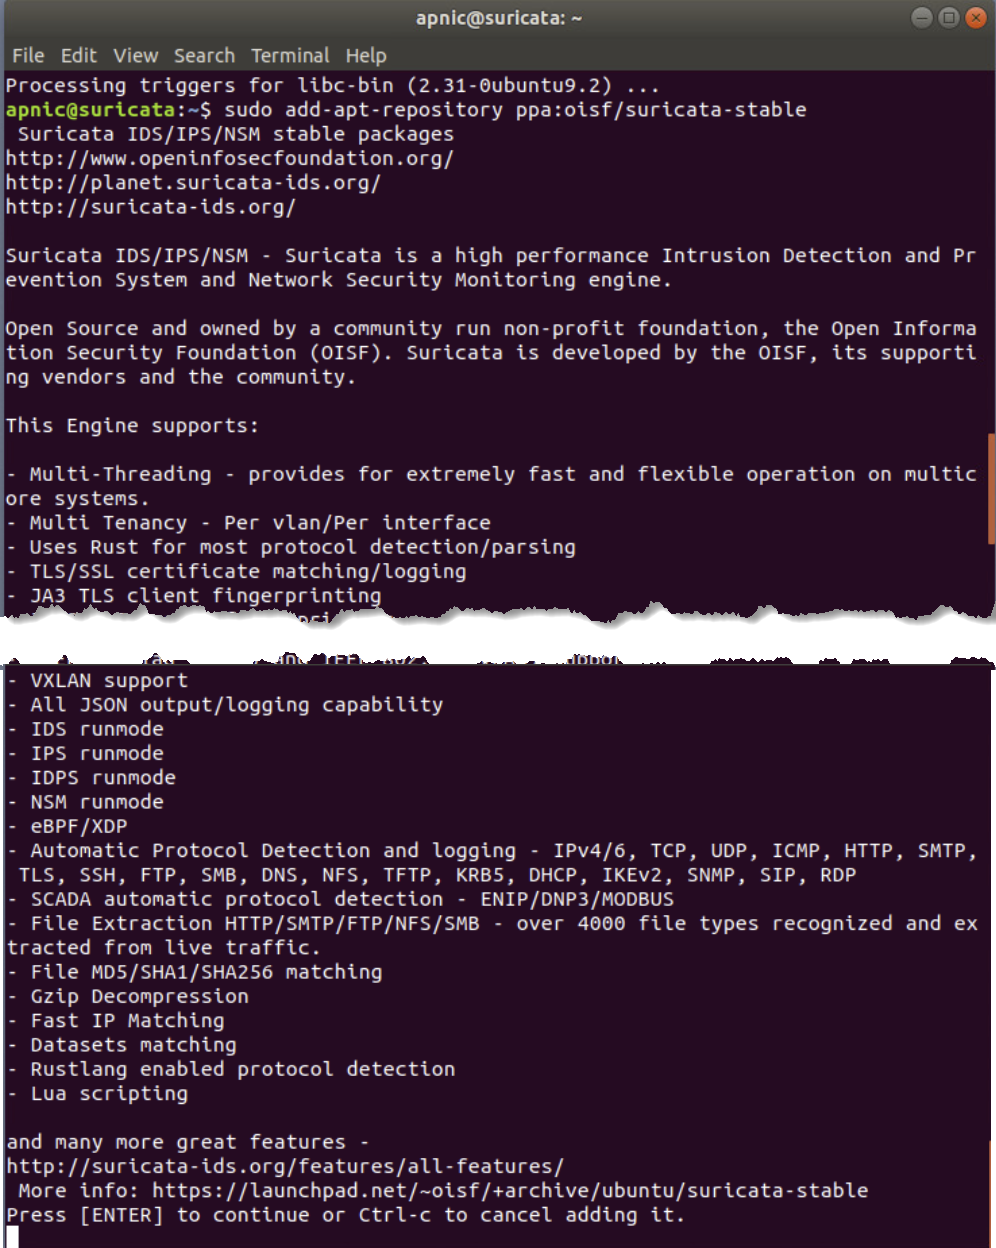 apnic@suricata: ~
File Edit View Search Terminal Help
Processing triggers for libc-bin (2.31-0ubuntu9.2) ...
apnic@suricata:~$ sudo add-apt-repository ppa:oisf/suricata-stable
Suricata IDS/IPS/NSM stable packages
http://www.openinfosecfoundation.org/
http://planet.suricata-ids.org/
http://suricata-ids.org/
Suricata IDS/IPS/NSM - Suricata is a high performance Intrusion Detection and Pr
evention System and Network Security Monitoring engine.
Open Source and owned by a community run non-profit foundation, the Open Informa
tion Security Foundation (OISF). Suricata is developed by the OISF, its supporti
ng vendors and the community.
This Engine supports:
- Multi-Threading - provides for extremely fast and flexible operation on multic
ore systems.
- Multi Tenancy - Per vlan/Per interface
- Uses Rust for most protocol detection/parsing
- TLS/SSL certificate matching/logging
- JA3 TLS client fingerprinting
- VXLAN support
- All JSON output/logging capability
- IDS runmode
- IPS runmode
- IDPS runmode
- NSM runmode
- eBPF/XDP
- Automatic Protocol Detection and logging - IPv4/6, TCP, UDP, ICMP, HTTP, SMTP,
TLS, SSH, FTP, SMB, DNS, NFS, TFTP, KRB5, DHCP, IKEv2, SNMP, SIP, RDP
- SCADA automatic protocol detection - ENIP/DNP3/MODBUS
- File Extraction HTTP/SMTP/FTP/NFS/SMB - over 4000 file types recognized and ex
tracted from live traffic.
- File MD5/SHA1/SHA256 matching
- Gzip Decompression
- Fast IP Matching
- Datasets matching
- Rustlang enabled protocol detection
- Lua scripting
and many more great features -
http://suricata-ids.org/features/all-features/
More info: https://launchpad.net/~oisf/+archive/ubuntu/suricata-stable
Press [ENTER] to continue or Ctrl-c to cancel adding it.